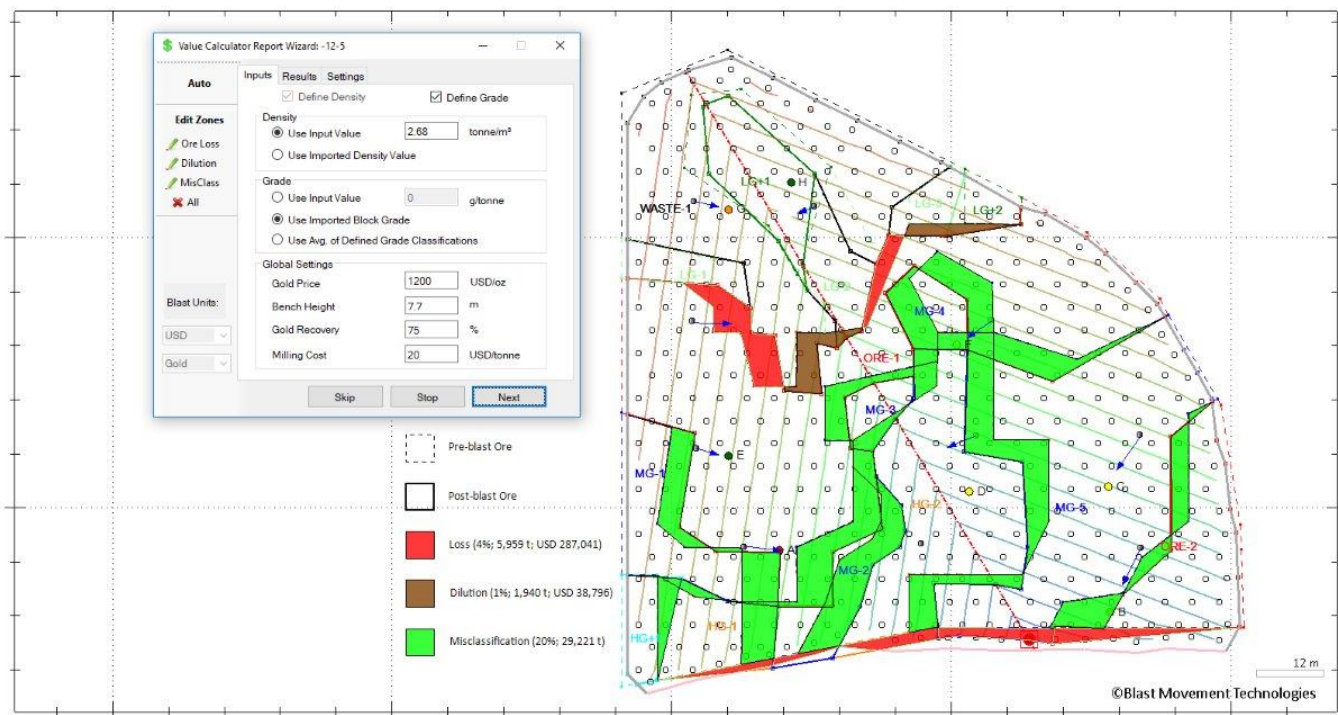 Value Calculator Report Wizard: -12-5
Auto
Edit Zones
Ore Loss
Dilution
MisClass
All
Blast Units:
USD
Gold
Inputs Results Settings
Define Density Define Grade
Density
Use Input Value 2.68 tonne/m³
Use Imported Density Value
Grade
Use Input Value 0 g/tonne
Use Imported Block Grade
Use Avg. of Defined Grade Classifications
Global Settings
Gold Price 1200 USD/oz
Bench Height 7.7 m
Gold Recovery 75 %
Milling Cost 20 USD/tonne
Skip Stop Next
Pre-blast Ore
Post-blast Ore
Loss (4%; 5,959 t; USD 287,041)
Dilution (1%; 1,940 t; USD 38,796)
Misclassification (20%; 29,221 t)
LG+1
H
WASTE-1
G
LG+2
LG-1
MG-4
F
ORE-1
MG-3
E
MG-1
D
C
HG-2
MG-5
A
ORE-2
MG-2
B
HG-1
12 m
©Blast Movement Technologies